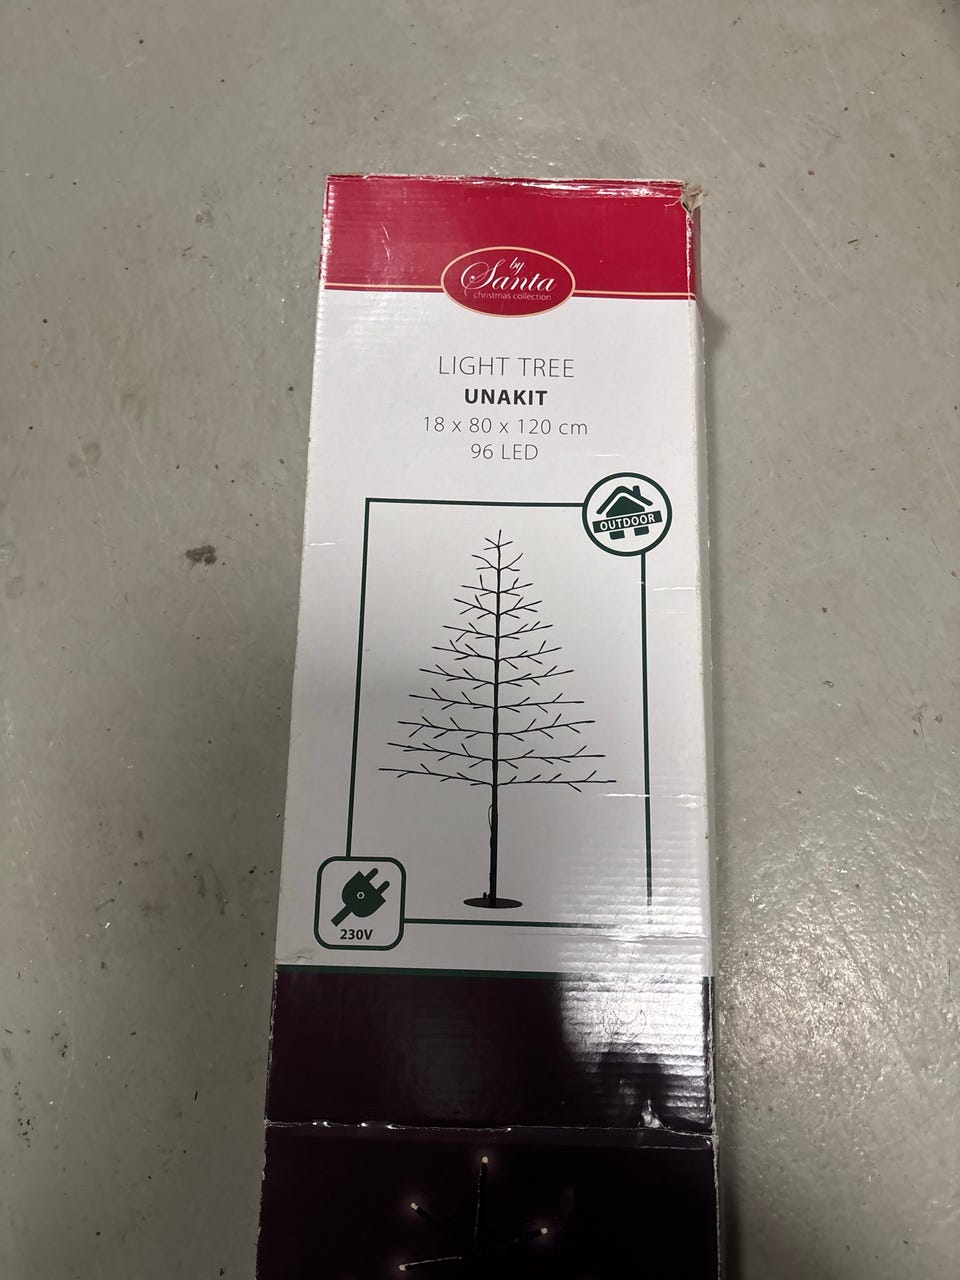 by
Santa
christmas collection
LIGHT TREE
UNAKIT
18 x 80 x 120 cm
96 LED
OUTDOOR
230V